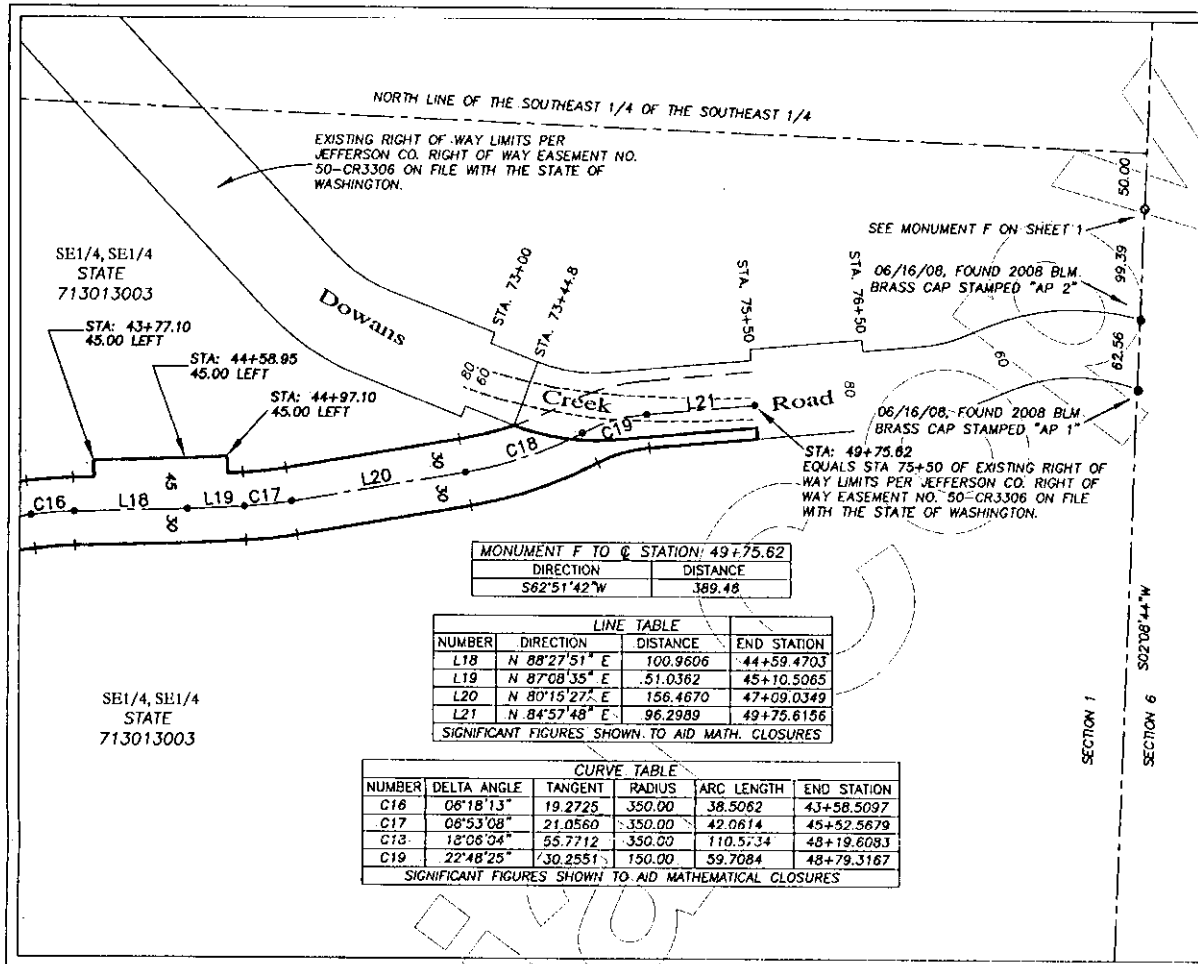 NORTH LINE OF THE SOUTHEAST 1/4 OF THE SOUTHEAST 1/4
EXISTING RIGHT OF WAY LIMITS PER
JEFFERSON CO. RIGHT OF WAY EASEMENT NO.
50-CR3306 ON FILE WITH THE STATE OF
WASHINGTON.
50.00
SEE MONUMENT F ON SHEET 1
99.39
06/16/08, FOUND 2008 BLM
BRASS CAP STAMPED "AP 2"
62.56
06/16/08, FOUND 2008 BLM
BRASS CAP STAMPED "AP 1"
SE1/4, SE1/4
STATE
713013003
STA: 43+77.10
45.00 LEFT
STA: 44+58.95
45.00 LEFT
STA: 44+97.10
45.00 LEFT
Dowans Creek Road
STA. 73+00
STA. 73+44.8
STA. 75+50
STA. 76+50
80
60
80
60
STA: 49+75.62
EQUALS STA 75+50 OF EXISTING RIGHT OF
WAY LIMITS PER JEFFERSON CO. RIGHT OF
WAY EASEMENT NO. 50-CR3306 ON FILE
WITH THE STATE OF WASHINGTON.
C16 L18 L19 C17 L20 C18 C19 L21
45
30
30
30
MONUMENT F TO ℄ STATION 49+75.62
DIRECTION DISTANCE
S62°51'42"W 389.48
LINE TABLE
NUMBER DIRECTION DISTANCE END STATION
L18 N 88°27'51" E 100.9606 44+59.4703
L19 N 87°08'35" E 51.0362 45+10.5065
L20 N 80°15'27" E 156.4670 47+09.0349
L21 N 84°57'48" E 96.2989 49+75.6156
SIGNIFICANT FIGURES SHOWN TO AID MATH. CLOSURES
SE1/4, SE1/4
STATE
713013003
CURVE TABLE
NUMBER DELTA ANGLE TANGENT RADIUS ARC LENGTH END STATION
C16 06°18'13" 19.2725 350.00 38.5062 43+58.5097
C17 06°53'08" 21.0560 350.00 42.0614 45+52.5679
C18 18°06'04" 55.7712 350.00 110.5734 48+19.6083
C19 22°48'25" 30.2551 150.00 59.7084 48+79.3167
SIGNIFICANT FIGURES SHOWN TO AID MATHEMATICAL CLOSURES
SECTION 1
SECTION 6
S02°08'44"W